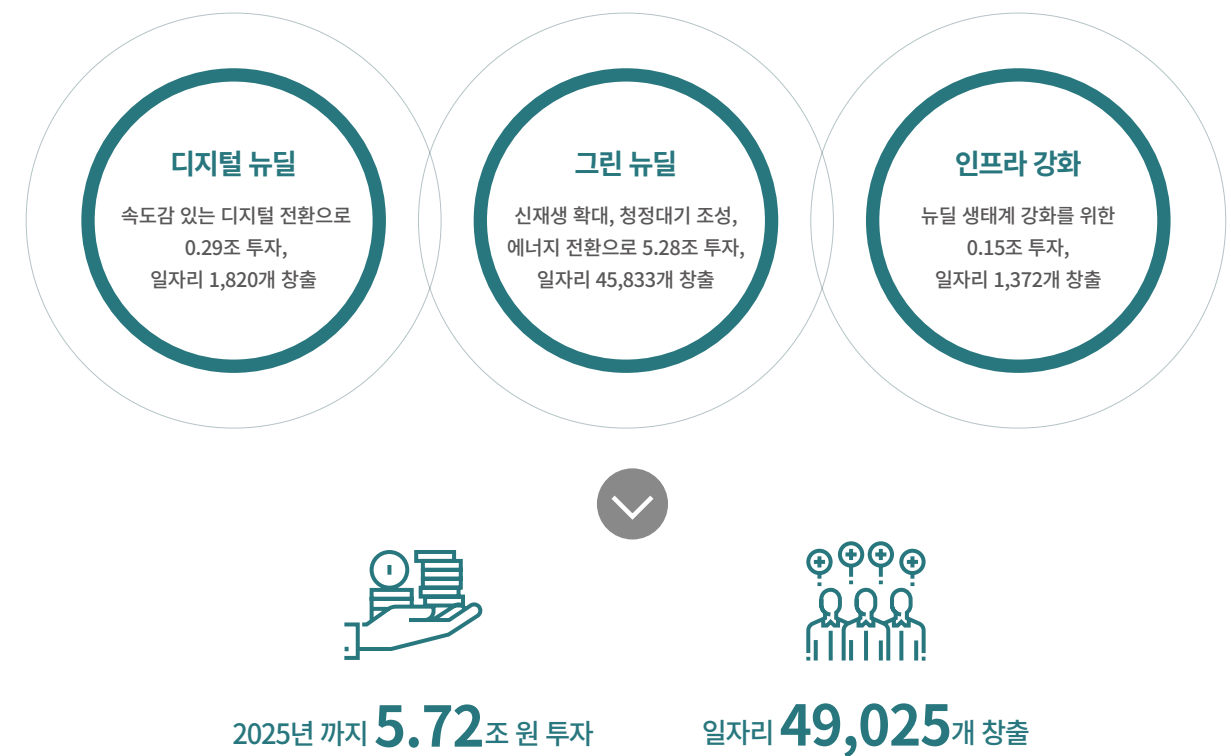 디지털 뉴딜
속도감 있는 디지털 전환으로
0.29조 투자,
일자리 1,820개 창출
그린 뉴딜
신재생 확대, 청정대기 조성,
에너지 전환으로 5.28조 투자,
일자리 45,833개 창출
인프라 강화
뉴딜 생태계 강화를 위한
0.15조 투자,
일자리 1,372개 창출
2025년 까지 5.72조 원 투자
일자리 49,025개 창출